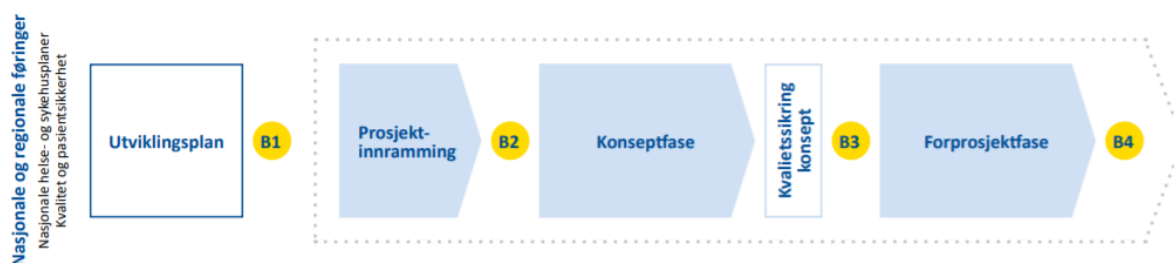 Nasjonale og regionale føringer
Nasjonale helse- og sykehusplaner
Kvalitet og pasientsikkerhet
Utviklingsplan
B1
Prosjekt-
innramming
B2
Konseptfase
Kvalietssikring
konsept
B3
Forprosjektfase
B4